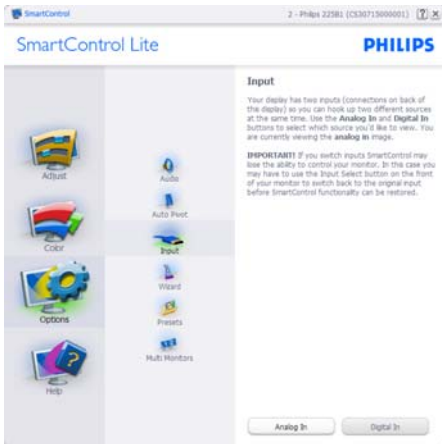 SmartControl
2 - Philips 225B1 (CS30715000001)
SmartControl Lite
PHILIPS
Adjust
Color
Options
Help
Audio
Auto Pivot
Input
Wizard
Presets
Multi Monitors
Input
Your display has two inputs (connections on back of
the display) so you can hook up two different sources
at the same time. Use the Analog In and Digital In
buttons to select which source you'd like to view. You
are currently viewing the analog in image.
IMPORTANT! If you switch inputs SmartControl may
lose the ability to control your monitor. In the case you
may have to use the Input Select button on the front
of your monitor to switch back to the original input
before SmartControl functionality can be restored.
Analog In
Digital In